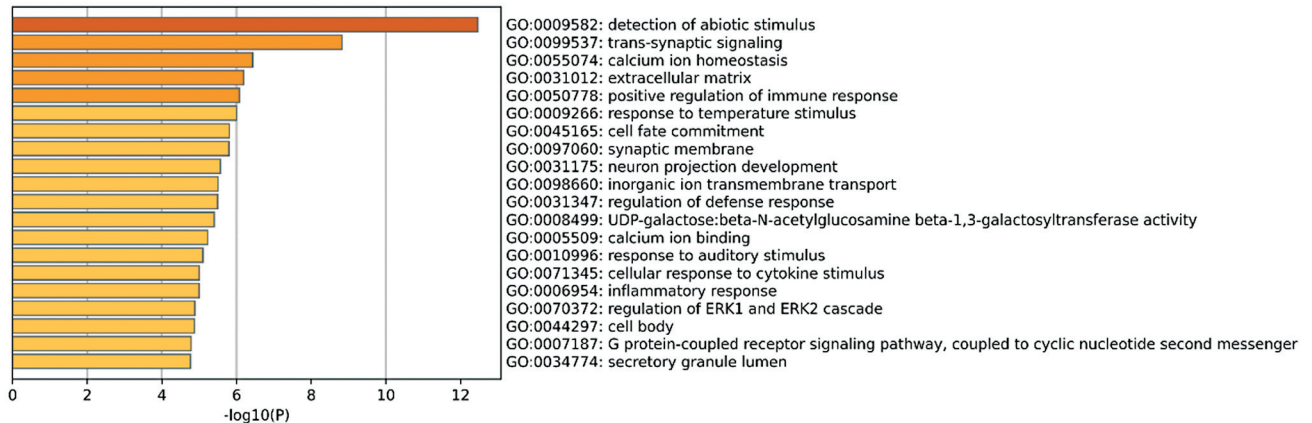 GO:0009582: detection of abiotic stimulus
GO:0099537: trans-synaptic signaling
GO:0055074: calcium ion homeostasis
GO:0031012: extracellular matrix
GO:0050778: positive regulation of immune response
GO:0009266: response to temperature stimulus
GO:0045165: cell fate commitment
GO:0097060: synaptic membrane
GO:0031175: neuron projection development
GO:0098660: inorganic ion transmembrane transport
GO:0031347: regulation of defense response
GO:0008499: UDP-galactose:beta-N-acetylglucosamine beta-1,3-galactosyltransferase activity
GO:0005509: calcium ion binding
GO:0010996: response to auditory stimulus
GO:0071345: cellular response to cytokine stimulus
GO:0006954: inflammatory response
GO:0070372: regulation of ERK1 and ERK2 cascade
GO:0044297: cell body
GO:0007187: G protein-coupled receptor signaling pathway, coupled to cyclic nucleotide second messenger
GO:0034774: secretory granule lumen
0 2 4 6 8 10 12
-log10(P)